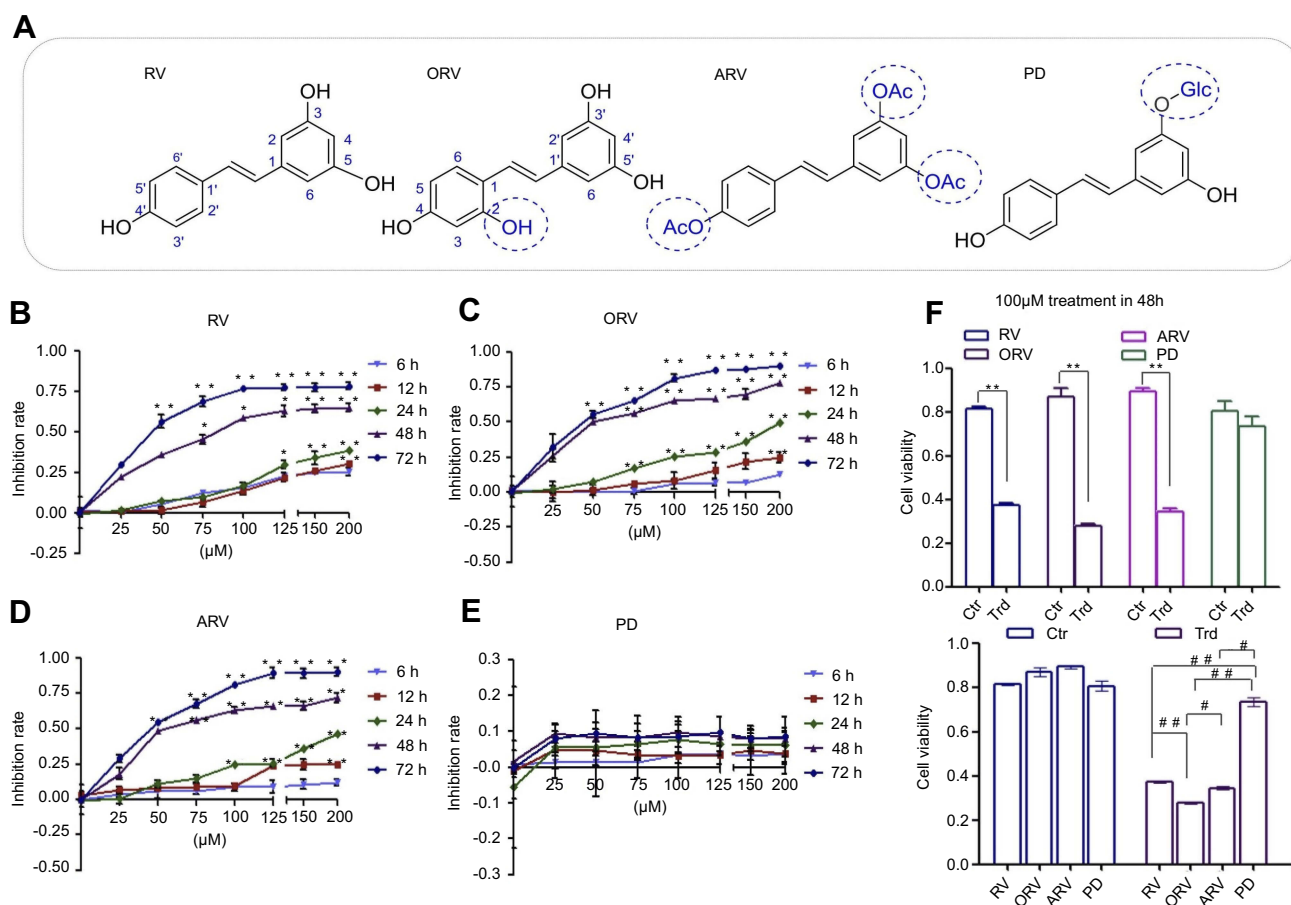 A
RV
ORV
ARV
PD
OH
3
2
4
1
5
6
OH
6'
5'
1'
4'
2'
HO
3'
OH
3'
2'
4'
1'
5'
6
OH
6
5
1
4
2
HO
3
OH
OAc
OAc
AcO
O Glc
OH
HO
B
RV
1.00
0.75
0.50
0.25
0.00
-0.25
Inhibition rate
25 50 75 100 125 150 200
(µM)
6 h
12 h
24 h
48 h
72 h
C
ORV
1.00
0.75
0.50
0.25
0.00
-0.25
-0.50
Inhibition rate
25 50 75 100 125 150 200
(µM)
6 h
12 h
24 h
48 h
72 h
D
ARV
1.00
0.75
0.50
0.25
0.00
-0.25
-0.50
Inhibition rate
25 50 75 100 125 150 200
(µM)
6 h
12 h
24 h
48 h
72 h
E
PD
0.3
0.2
0.1
-0.0
-0.1
-0.2
-0.3
Inhibition rate
25 50 75 100 125 150 200
(µM)
6 h
12 h
24 h
48 h
72 h
F
100µM treatment in 48h
RV ARV
ORV PD
1.0
0.8
0.6
0.4
0.2
0.0
Cell viability
** ** **
Ctr Trd Ctr Trd Ctr Trd Ctr Trd
Ctr Trd
1.0
0.8
0.6
0.4
0.2
0.0
Cell viability
#
# #
# #
# # #
RV ORV ARV PD RV ORV ARV PD